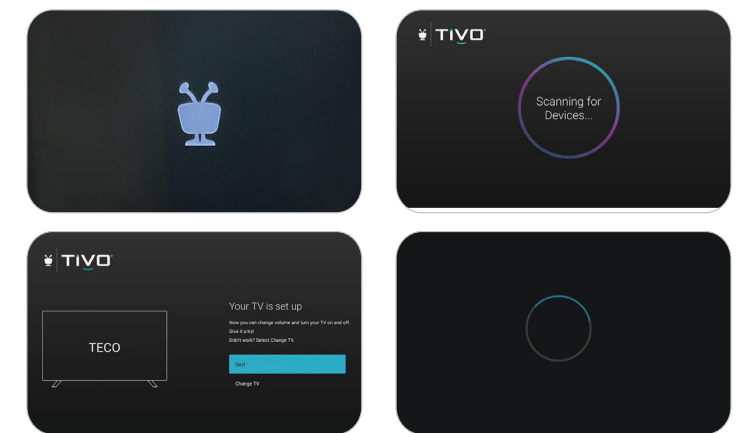 TIVO
Scanning for
Devices...
TIVO
Your TV is set up
Now you can change volume and turn your TV on and off.
Give it a try!
Didn't work? Select Change TV.
TECO
Next
Change TV